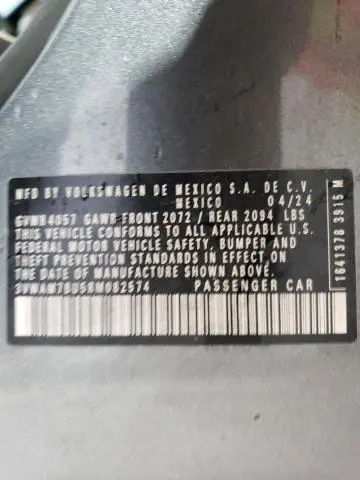 MFD BY VOLKSWAGEN DE MEXICO S.A. DE C.V.
MEXICO 04/24
GVWR 4057 GAWR FRONT 2072 / REAR 2094 LBS
THIS VEHICLE CONFORMS TO ALL APPLICABLE U.S.
FEDERAL MOTOR VEHICLE SAFETY, BUMPER AND
THEFT PREVENTION STANDARDS IN EFFECT ON THE
DATE OF MANUFACTURE SHOWN ABOVE.
3VWAM7BU5RM082574 PASSENGER CAR
1641378 3915 M